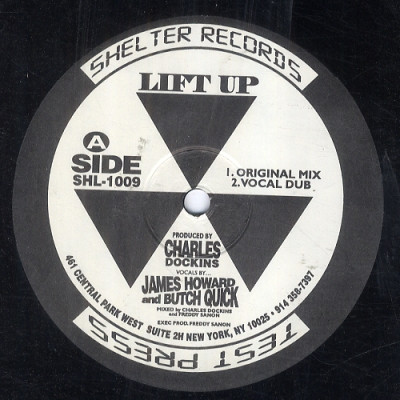 SHELTER RECORDS
LIFT UP
A
SIDE
SHL-1009
1. ORIGINAL MIX
2. VOCAL DUB
PRODUCED BY
CHARLES
DOCKINS
VOCALS BY...
JAMES HOWARD
and BUTCH QUICK
MIXED by CHARLES DOCKINS
and FREDDY SANON
EXEC PROD. FREDDY SANON
461 CENTRAL PARK WEST SUITE 2H NEW YORK, NY 10025 • 914 358-7397
TEST PRESS